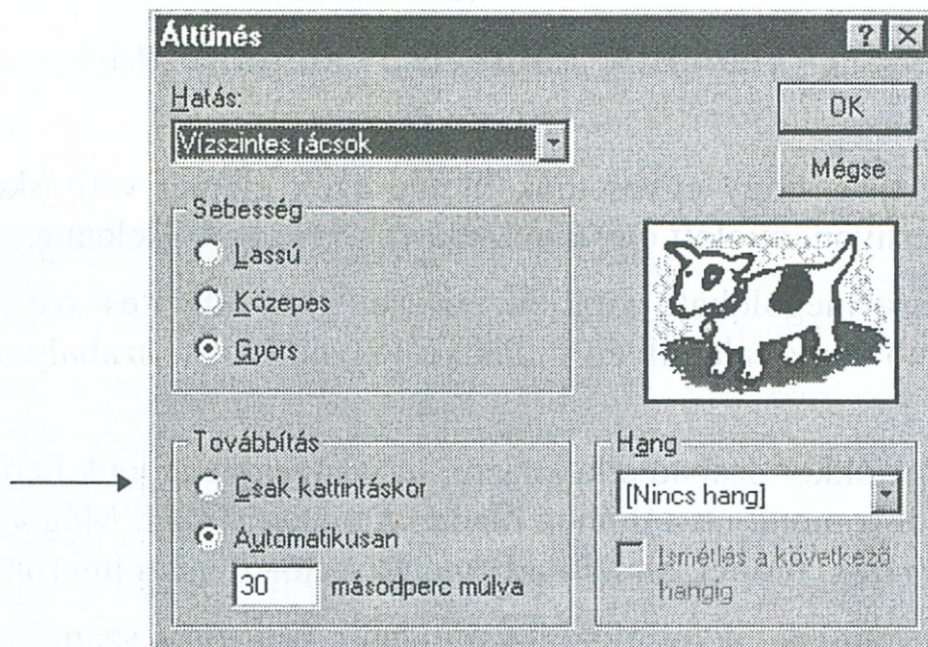 Áttűnés
Hatás:
Vízszintes rácsok
OK
Mégse
Sebesség
Lassú
Közepes
Gyors
Továbbítás
Csak kattintáskor
Automatikusan
30 másodperc múlva
Hang
[Nincs hang]
Ismétlés a következő
hangig